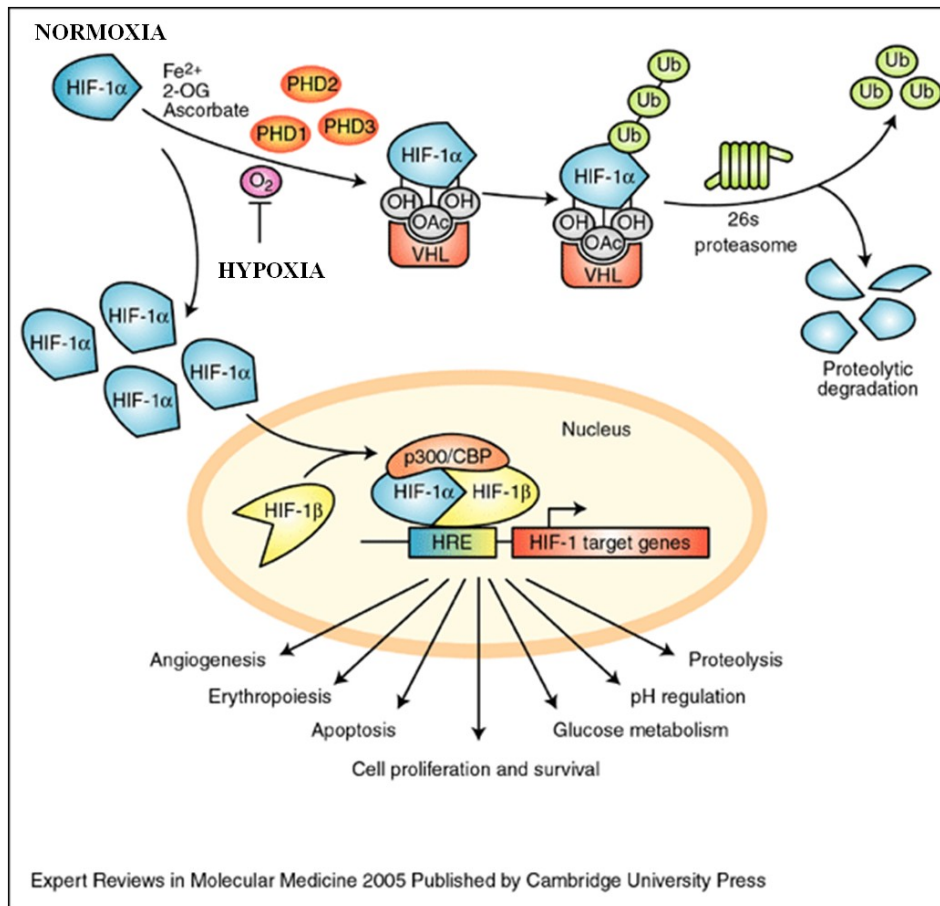 NORMOXIA
HIF-1α
Fe2+
2-OG
Ascorbate
PHD2
PHD1
PHD3
O2
HYPOXIA
HIF-1α
OH
OH
OAc
VHL
Ub
Ub
Ub
HIF-1α
OH
OH
OAc
VHL
26s
proteasome
Ub
Ub
Ub
Proteolytic
degradation
HIF-1α
HIF-1α
HIF-1α
HIF-1α
Nucleus
p300/CBP
HIF-1α
HIF-1β
HIF-1β
HRE
HIF-1 target genes
Angiogenesis
Erythropoiesis
Apoptosis
Cell proliferation and survival
Glucose metabolism
pH regulation
Proteolysis
Expert Reviews in Molecular Medicine 2005 Published by Cambridge University Press